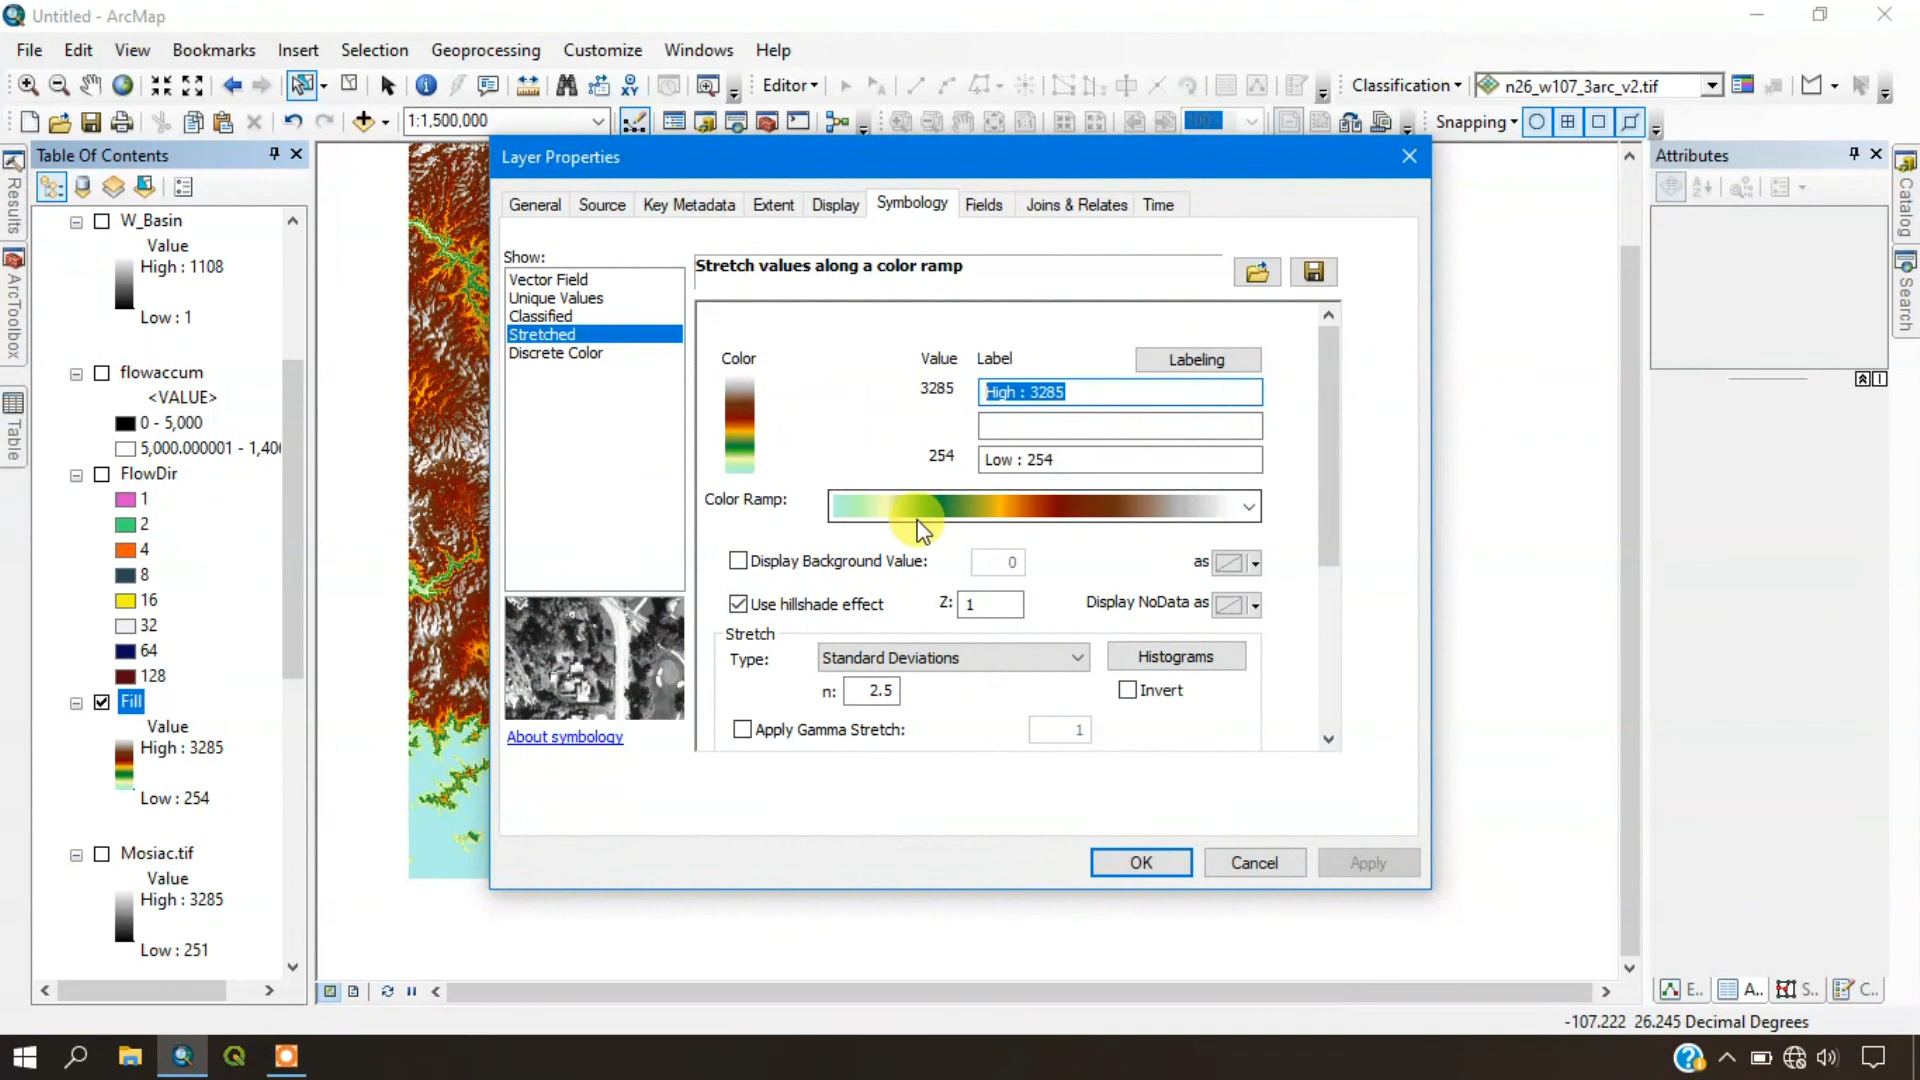 Untitled - ArcMap
File Edit View Bookmarks Insert Selection Geoprocessing Customize Windows Help
Editor
Classification
n26_w107_3arc_v2.tif
1:1,500,000
Snapping
Table Of Contents
Results
ArcToolbox
Table
W_Basin
Value
High : 1108
Low : 1
flowaccum
<VALUE>
0 - 5,000
5,000.000001 - 1,40
FlowDir
1
2
4
8
16
32
64
128
Fill
Value
High : 3285
Low : 254
Mosiac.tif
Value
High : 3285
Low : 251
Layer Properties
General Source Key Metadata Extent Display Symbology Fields Joins & Relates Time
Show:
Vector Field
Unique Values
Classified
Stretched
Discrete Color
About symbology
Stretch values along a color ramp
Color Value Label Labeling
3285 High : 3285
254 Low : 254
Color Ramp:
Display Background Value: 0 as
Use hillshade effect Z: 1 Display NoData as
Stretch
Type: Standard Deviations Histograms
n: 2.5 Invert
Apply Gamma Stretch: 1
OK Cancel Apply
Attributes
Catalog
Search
E.. A.. S.. C..
-107.222 26.245 Decimal Degrees